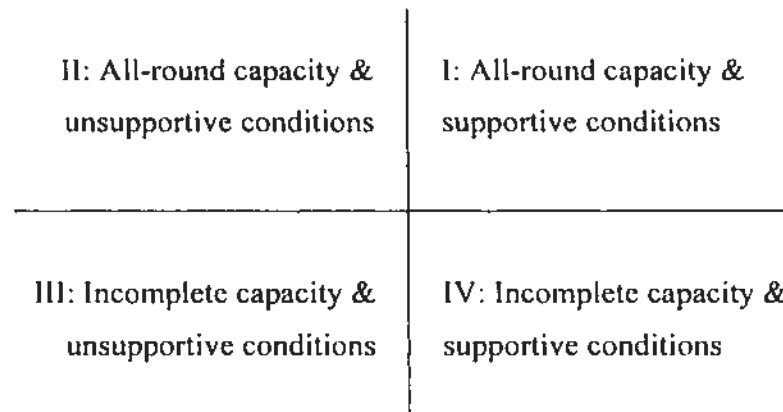 II: All-round capacity &
unsupportive conditions
I: All-round capacity &
supportive conditions
III: Incomplete capacity &
unsupportive conditions
IV: Incomplete capacity &
supportive conditions